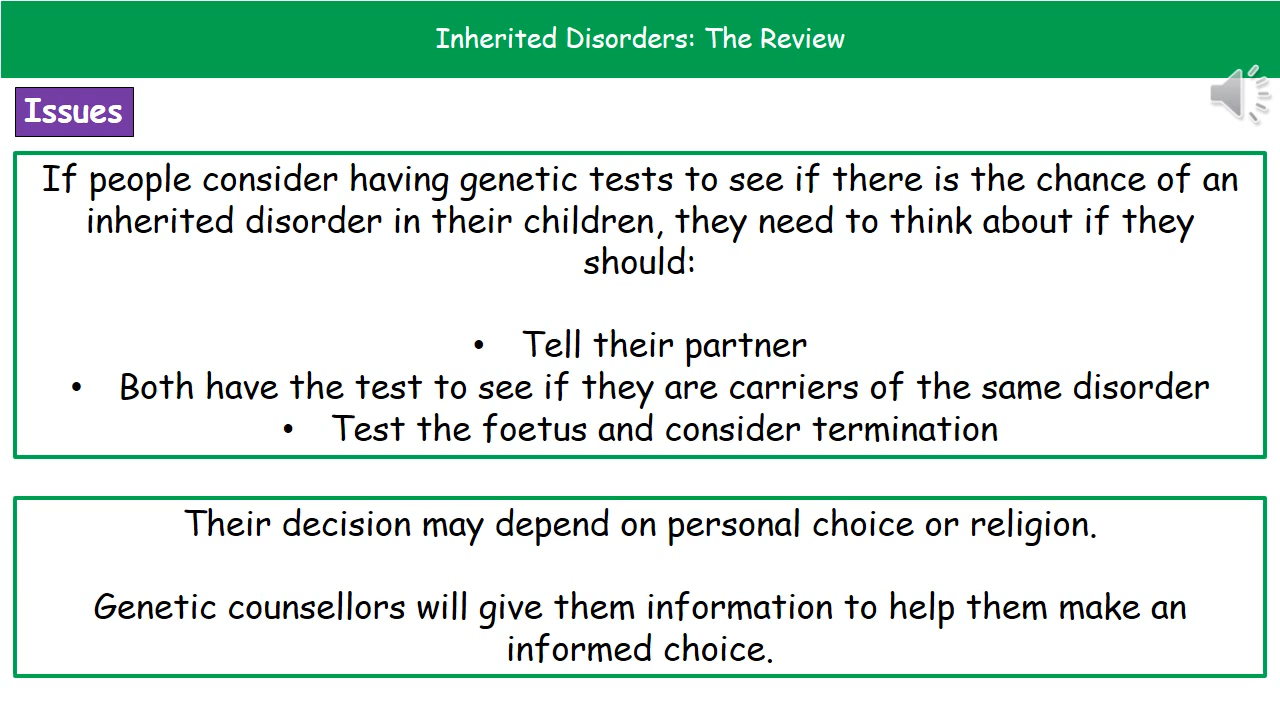 Inherited Disorders: The Review
Issues
If people consider having genetic tests to see if there is the chance of an
inherited disorder in their children, they need to think about if they
should:
• Tell their partner
• Both have the test to see if they are carriers of the same disorder
• Test the foetus and consider termination
Their decision may depend on personal choice or religion.
Genetic counsellors will give them information to help them make an
informed choice.